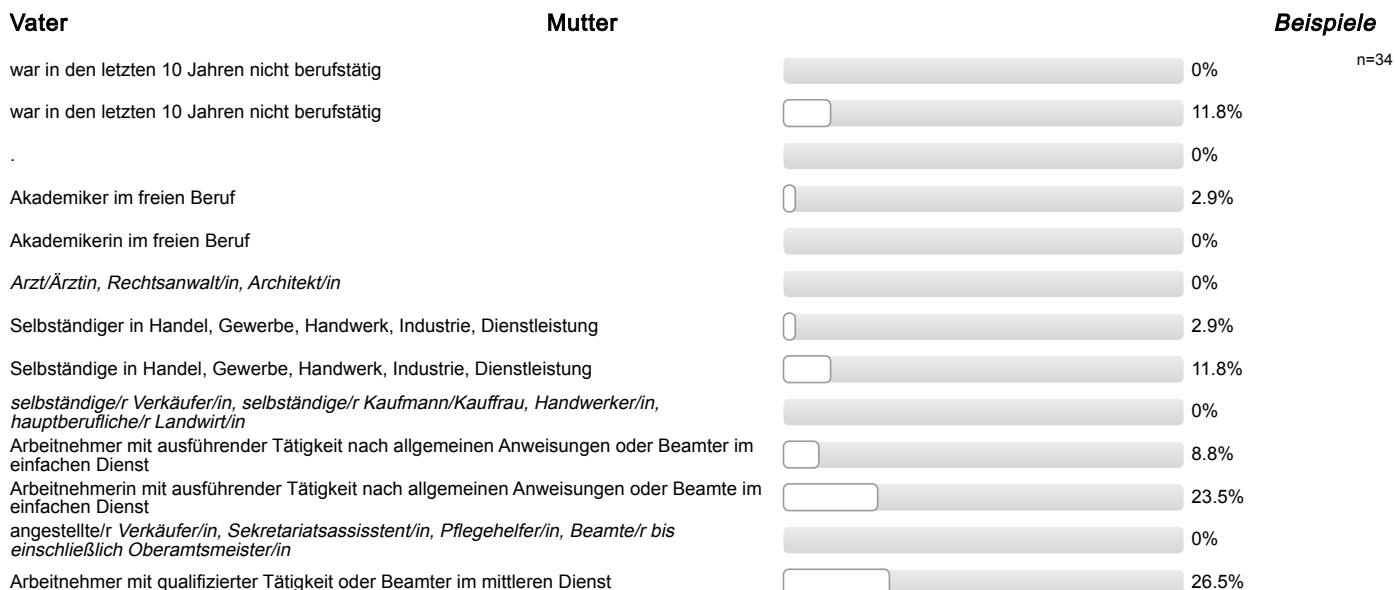 Vater Mutter Beispiele
n=34
war in den letzten 10 Jahren nicht berufstätig 0%
war in den letzten 10 Jahren nicht berufstätig 11.8%
. 0%
Akademiker im freien Beruf 2.9%
Akademikerin im freien Beruf 0%
Arzt/Ärztin, Rechtsanwalt/in, Architekt/in 0%
Selbständiger in Handel, Gewerbe, Handwerk, Industrie, Dienstleistung 2.9%
Selbständige in Handel, Gewerbe, Handwerk, Industrie, Dienstleistung 11.8%
selbständige/r Verkäufer/in, selbständige/r Kaufmann/Kauffrau, Handwerker/in,
hauptberufliche/r Landwirt/in 0%
Arbeitnehmer mit ausführender Tätigkeit nach allgemeinen Anweisungen oder Beamter im
einfachen Dienst 8.8%
Arbeitnehmerin mit ausführender Tätigkeit nach allgemeinen Anweisungen oder Beamte im
einfachen Dienst 23.5%
angestellte/r Verkäufer/in, Sekretariatsassisstent/in, Pflegehelfer/in, Beamte/r bis
einschließlich Oberamtsmeister/in 0%
Arbeitnehmer mit qualifizierter Tätigkeit oder Beamter im mittleren Dienst 26.5%